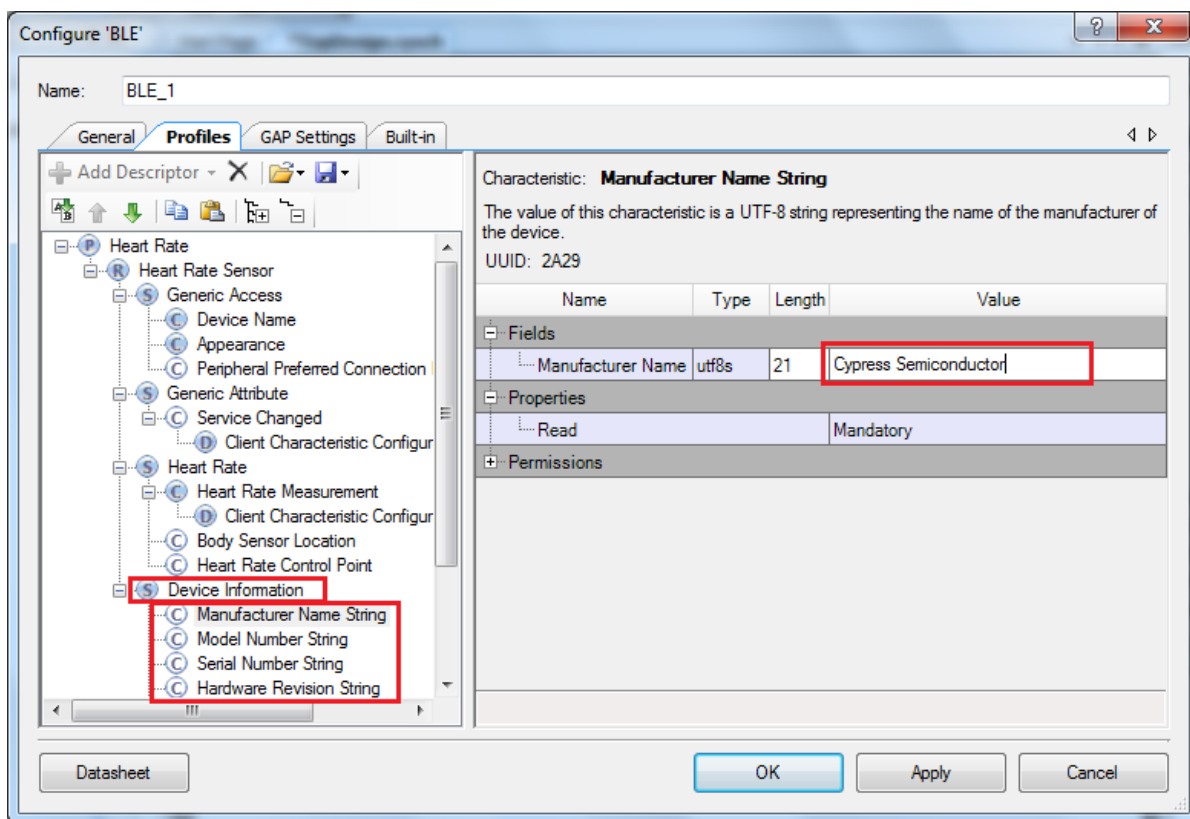 Configure 'BLE'
Name: BLE_1
General Profiles GAP Settings Built-in
Add Descriptor
Heart Rate
Heart Rate Sensor
Generic Access
Device Name
Appearance
Peripheral Preferred Connection
Generic Attribute
Service Changed
Client Characteristic Configur
Heart Rate
Heart Rate Measurement
Client Characteristic Configur
Body Sensor Location
Heart Rate Control Point
Device Information
Manufacturer Name String
Model Number String
Serial Number String
Hardware Revision String
Characteristic: Manufacturer Name String
The value of this characteristic is a UTF-8 string representing the name of the manufacturer of
the device.
UUID: 2A29
Name Type Length Value
Fields
Manufacturer Name utf8s 21 Cypress Semiconductor
Properties
Read Mandatory
Permissions
Datasheet OK Apply Cancel